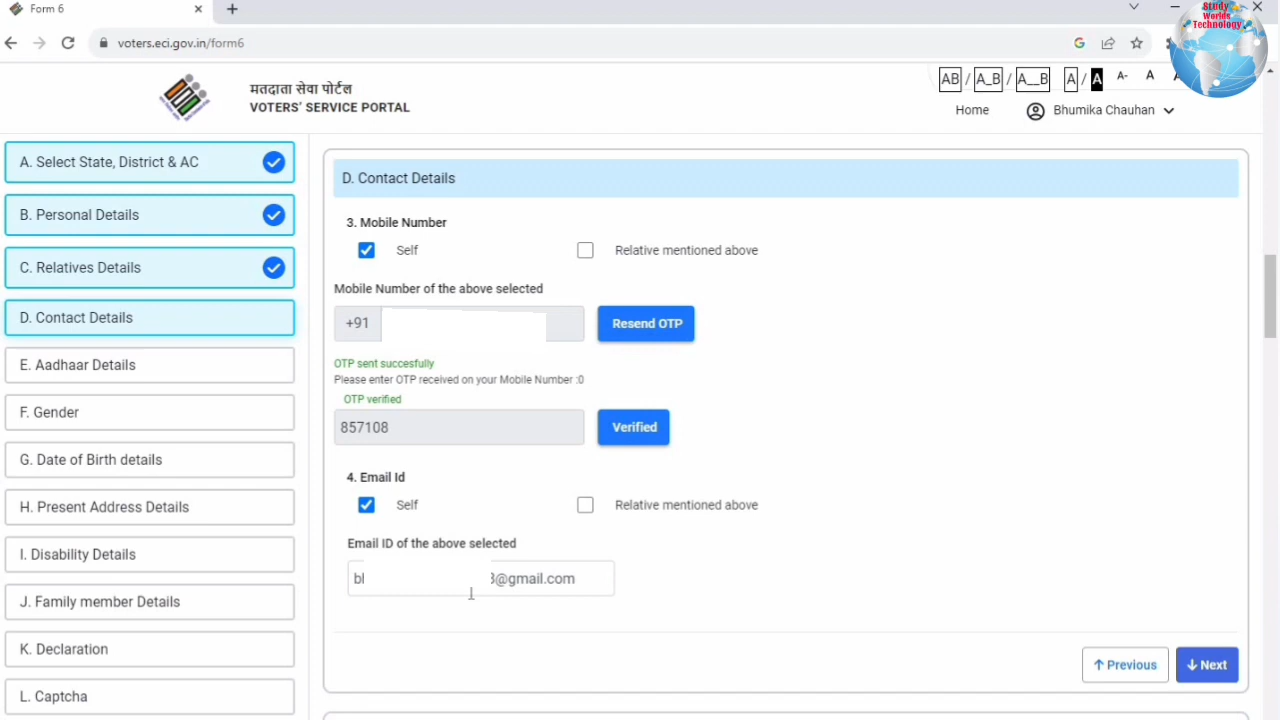 Form 6
voters.eci.gov.in/form6
Study
Worlds
Technology
मतदाता सेवा पोर्टल
VOTERS' SERVICE PORTAL
AB / A_B / A__B A / A A- A
Home Bhumika Chauhan
A. Select State, District & AC
B. Personal Details
C. Relatives Details
D. Contact Details
E. Aadhaar Details
F. Gender
G. Date of Birth details
H. Present Address Details
I. Disability Details
J. Family member Details
K. Declaration
L. Captcha
D. Contact Details
3. Mobile Number
Self Relative mentioned above
Mobile Number of the above selected
+91 Resend OTP
OTP sent succesfully
Please enter OTP received on your Mobile Number :0
OTP verified
857108 Verified
4. Email Id
Self Relative mentioned above
Email ID of the above selected
3@gmail.com
Previous Next